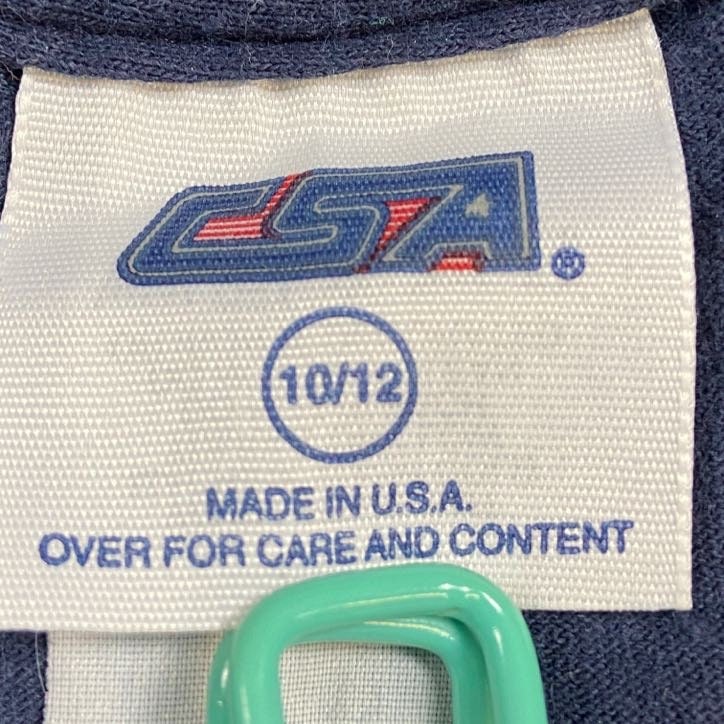 CSA®
10/12
MADE IN U.S.A.
OVER FOR CARE AND CONTENT